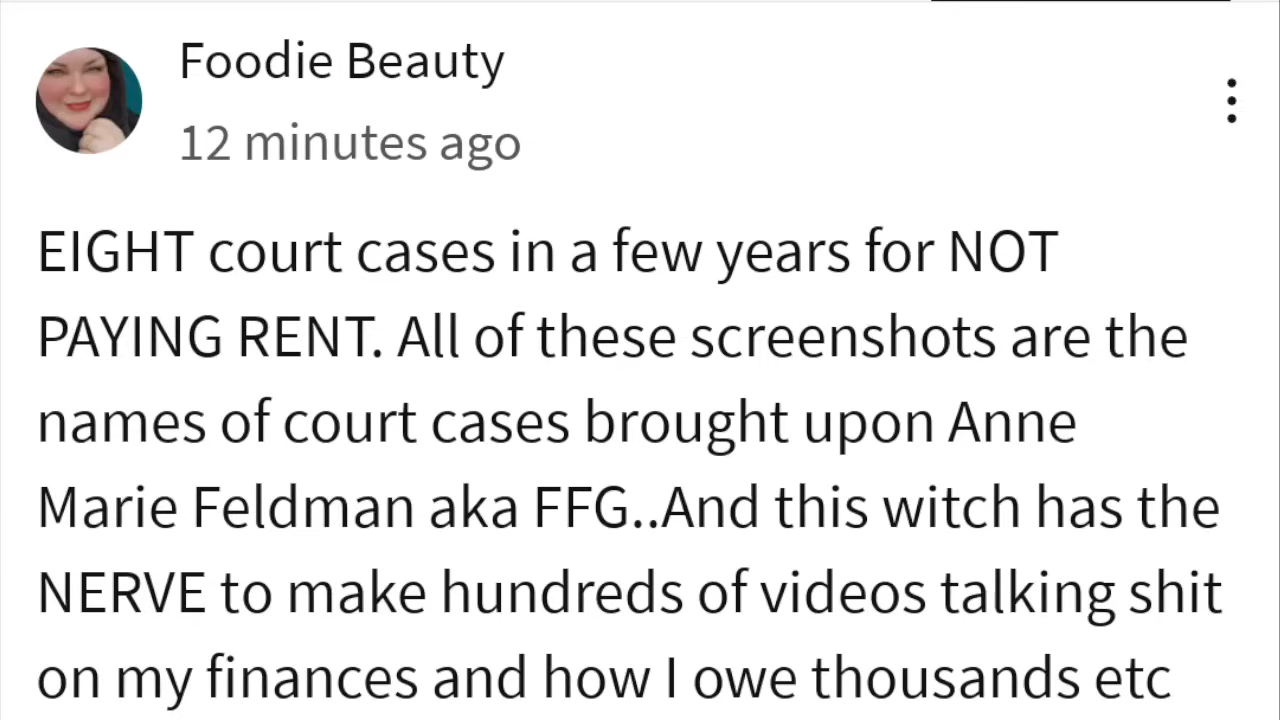 Foodie Beauty
12 minutes ago
EIGHT court cases in a few years for NOT
PAYING RENT. All of these screenshots are the
names of court cases brought upon Anne
Marie Feldman aka FFG..And this witch has the
NERVE to make hundreds of videos talking shit
on my finances and how I owe thousands etc